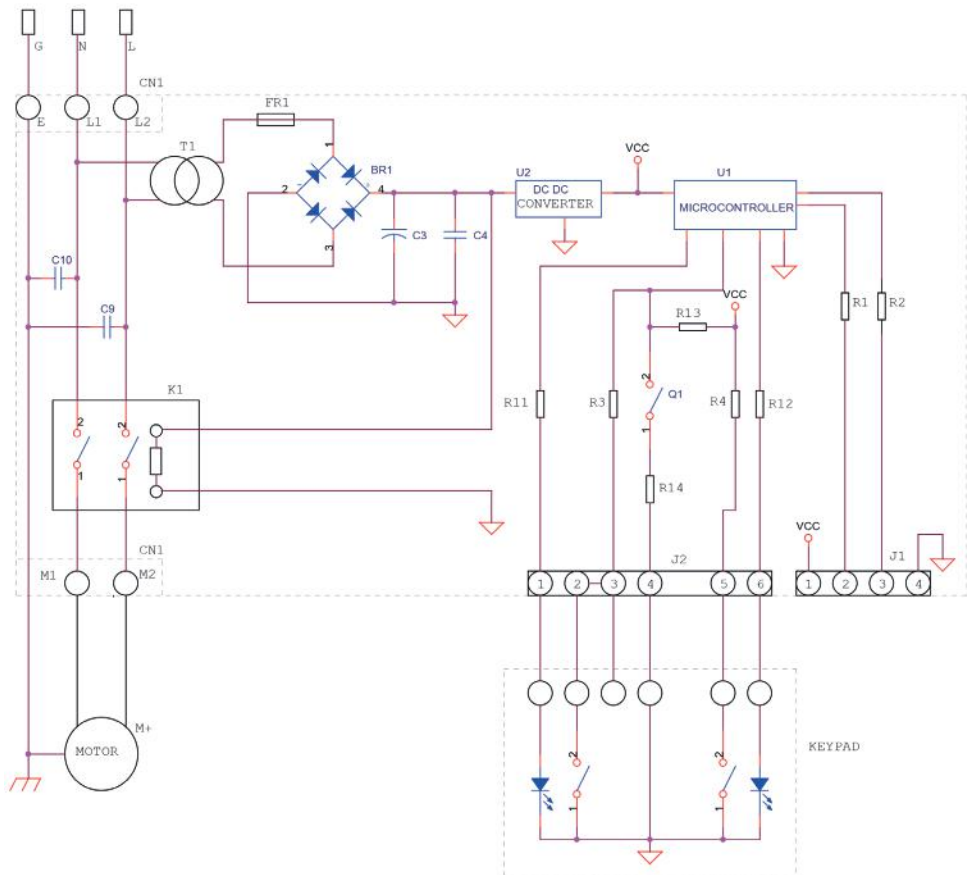 G N L
CN1
E L1 L2
FR1
T1
1
BR1
2 - + 4
3
C3 C4
U2
DC DC
CONVERTER
VCC
U1
MICROCONTROLLER
C10
C9
R1 R2
VCC
R13
K1
2 2
1 1
R11 R3
2
Q1
1
R4 R12
R14
VCC
CN1
M1 M2
J2
1 2 3 4 5 6
J1
1 2 3 4
M+
MOTOR
KEYPAD
2 2
1 1